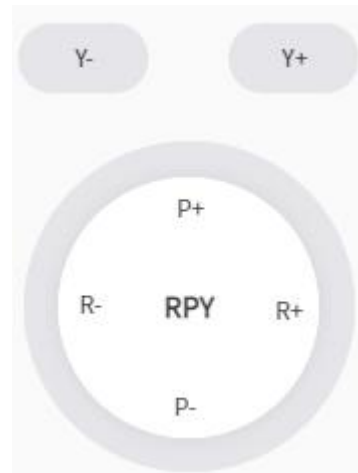 Y- Y+
P+
R- RPY R+
P-